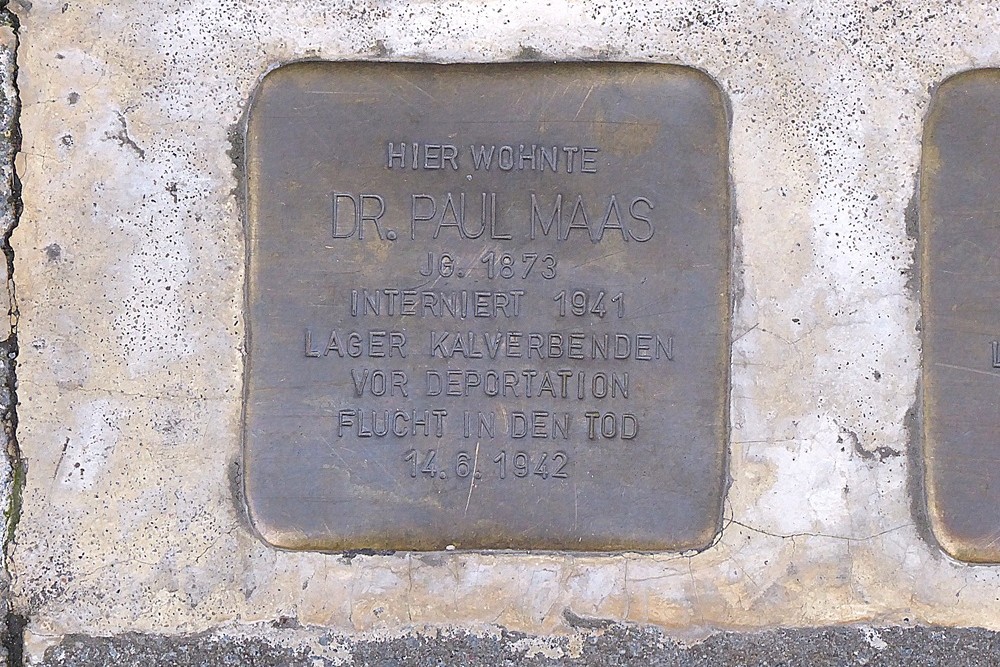 HIER WOHNTE
DR. PAUL MAAS
JG. 1873
INTERNIERT 1941
LAGER KALVERBENDEN
VOR DEPORTATION
FLUCHT IN DEN TOD
14.6.1942